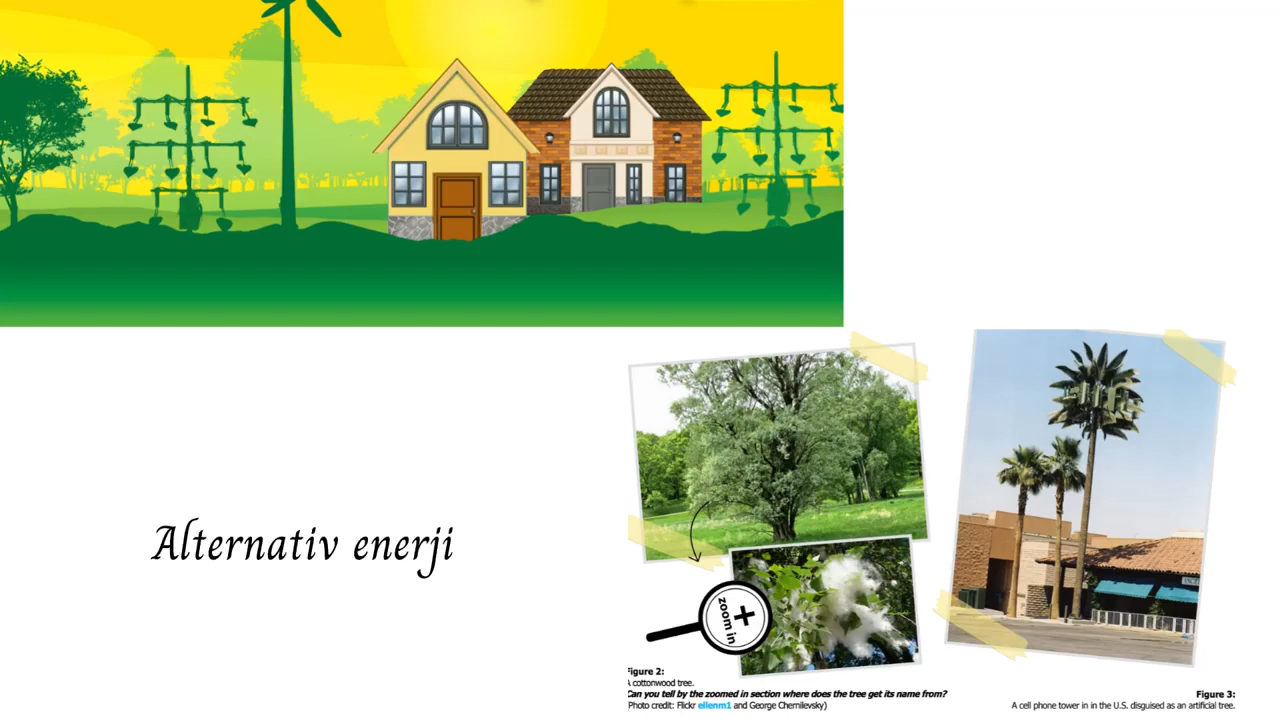 Alternativ enerji
zoom in
Figure 2:
A cottonwood tree.
Can you tell by the zoomed in section where does the tree get its name from?
(Photo credit: Flickr ellenm1 and George Chernilevsky)
Figure 3:
A cell phone tower in in the U.S. disguised as an artificial tree.